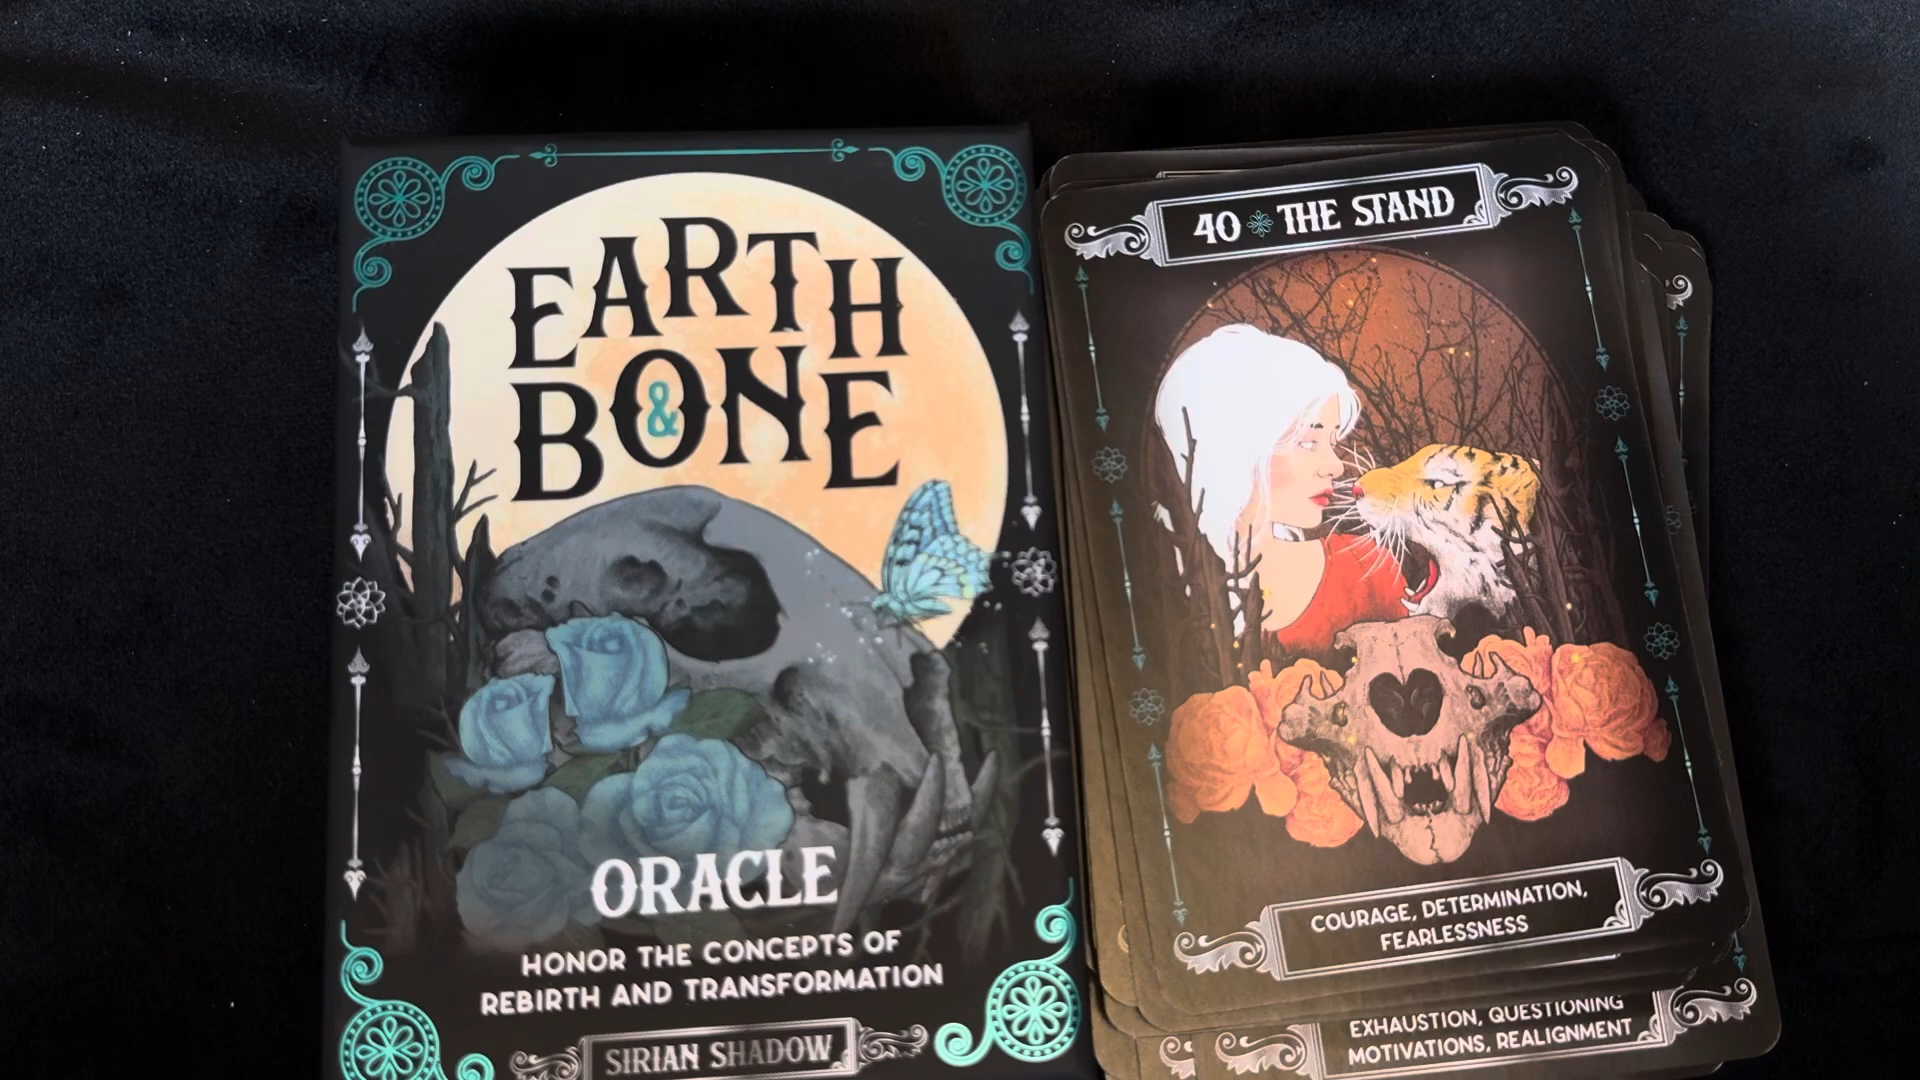 EARTH
& BONE
ORACLE
HONOR THE CONCEPTS OF
REBIRTH AND TRANSFORMATION
SIRIAN SHADOW
40 THE STAND
COURAGE, DETERMINATION,
FEARLESSNESS
EXHAUSTION, QUESTIONING
MOTIVATIONS, REALIGNMENT